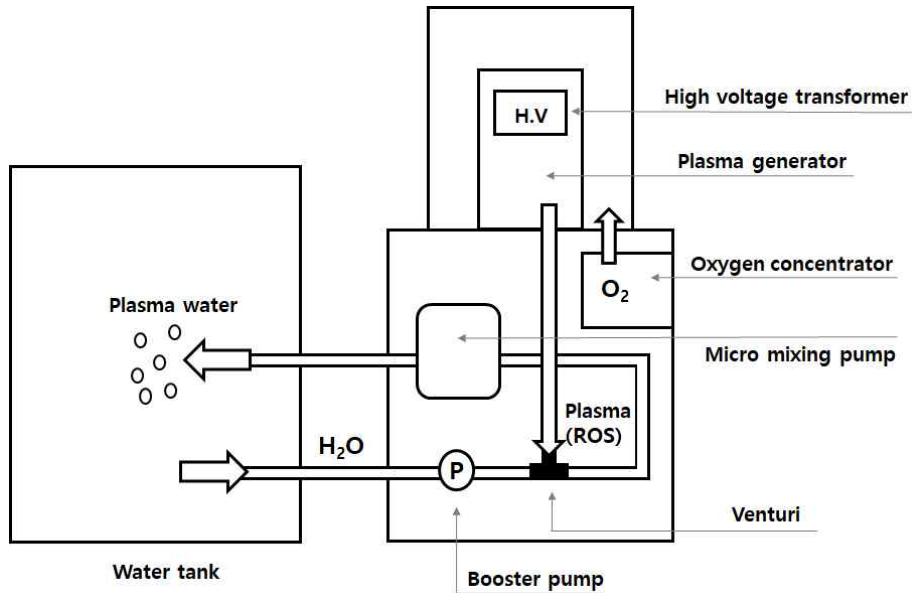 High voltage transformer
H.V
Plasma generator
Oxygen concentrator
O₂
Plasma water
Micro mixing pump
Plasma
(ROS)
H₂O
P
Venturi
Water tank
Booster pump